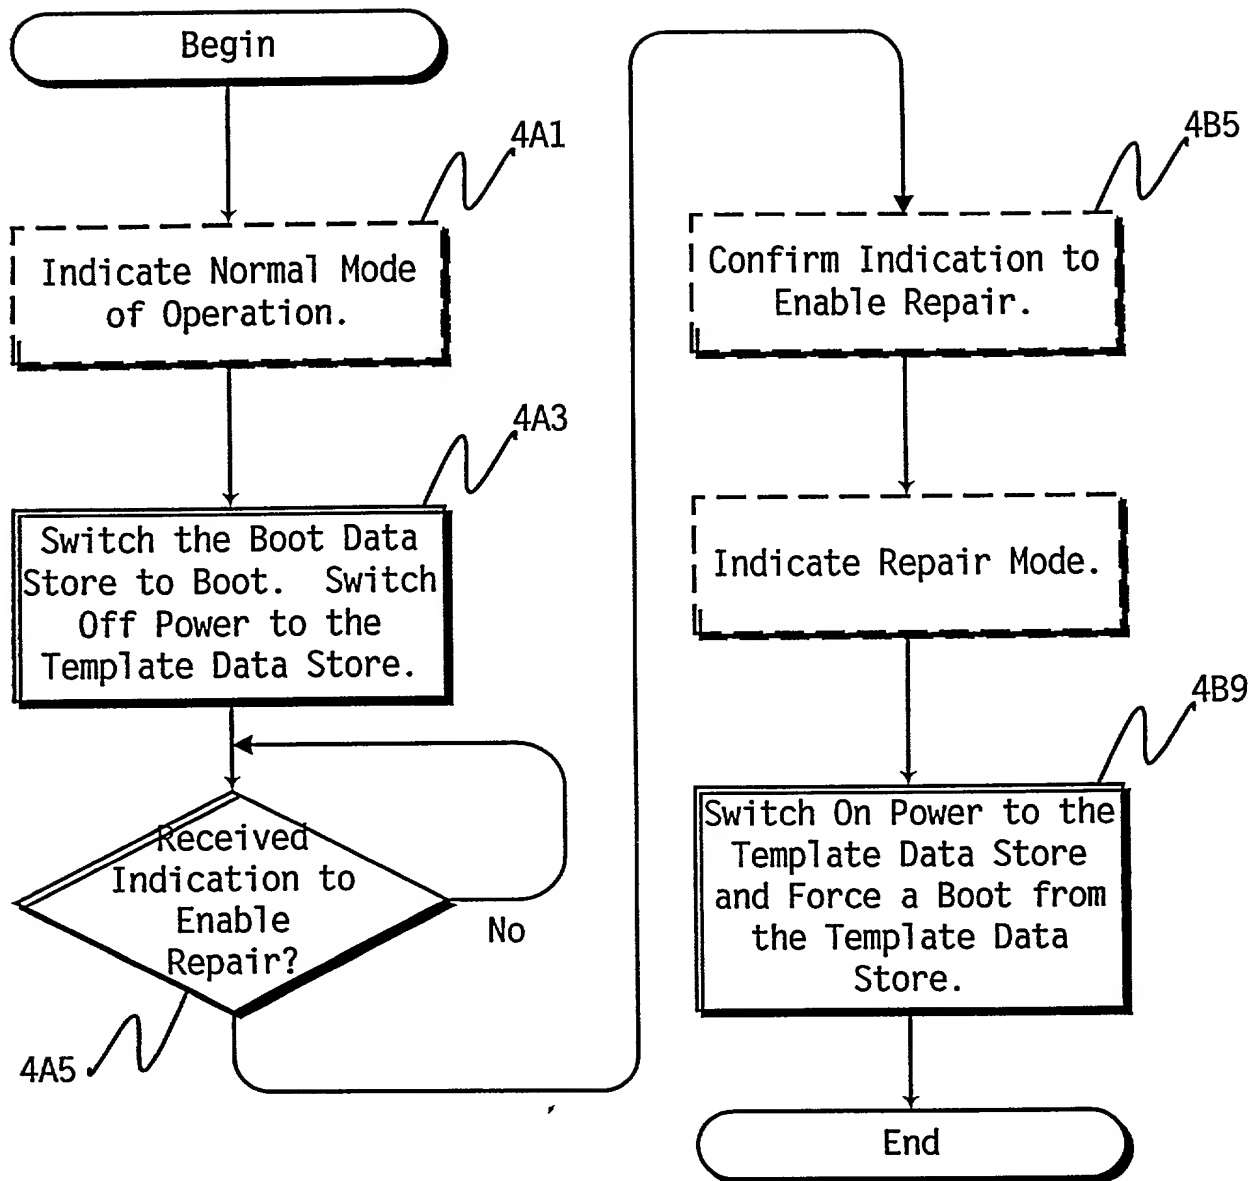 Begin
4A1
Indicate Normal Mode
of Operation.
4A3
Switch the Boot Data
Store to Boot.  Switch
Off Power to the
Template Data Store.
Received
Indication to
Enable
Repair?
No
4A5
4B5
Confirm Indication to
Enable Repair.
Indicate Repair Mode.
4B9
Switch On Power to the
Template Data Store
and Force a Boot from
the Template Data
Store.
End